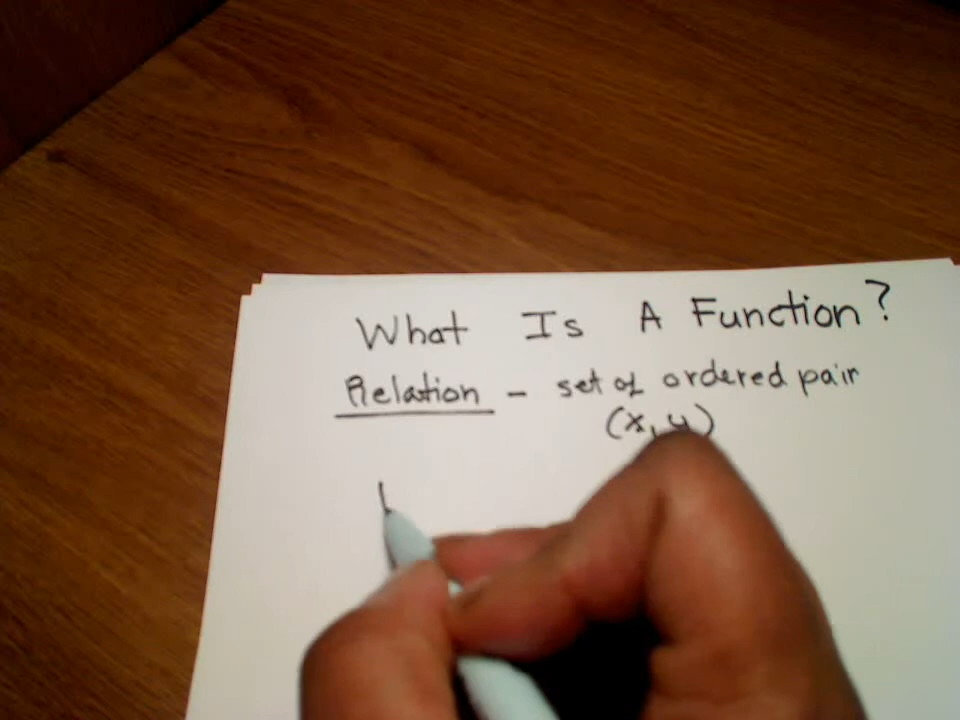 What Is A Function?
Relation - set of ordered pair
(x, y)